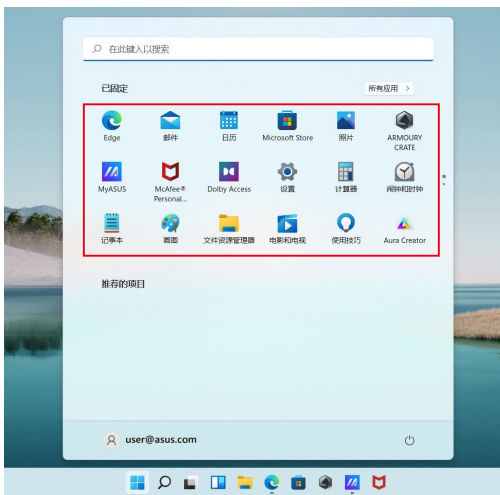 在此键入以搜索
已固定 所有应用 >
Edge 邮件 日历 Microsoft Store 照片 ARMOURY CRATE
MyASUS McAfee® Personal... Dolby Access 设置 计算器 闹钟和时钟
记事本 画图 文件资源管理器 电影和电视 使用技巧 Aura Creator
推荐的项目
user@asus.com